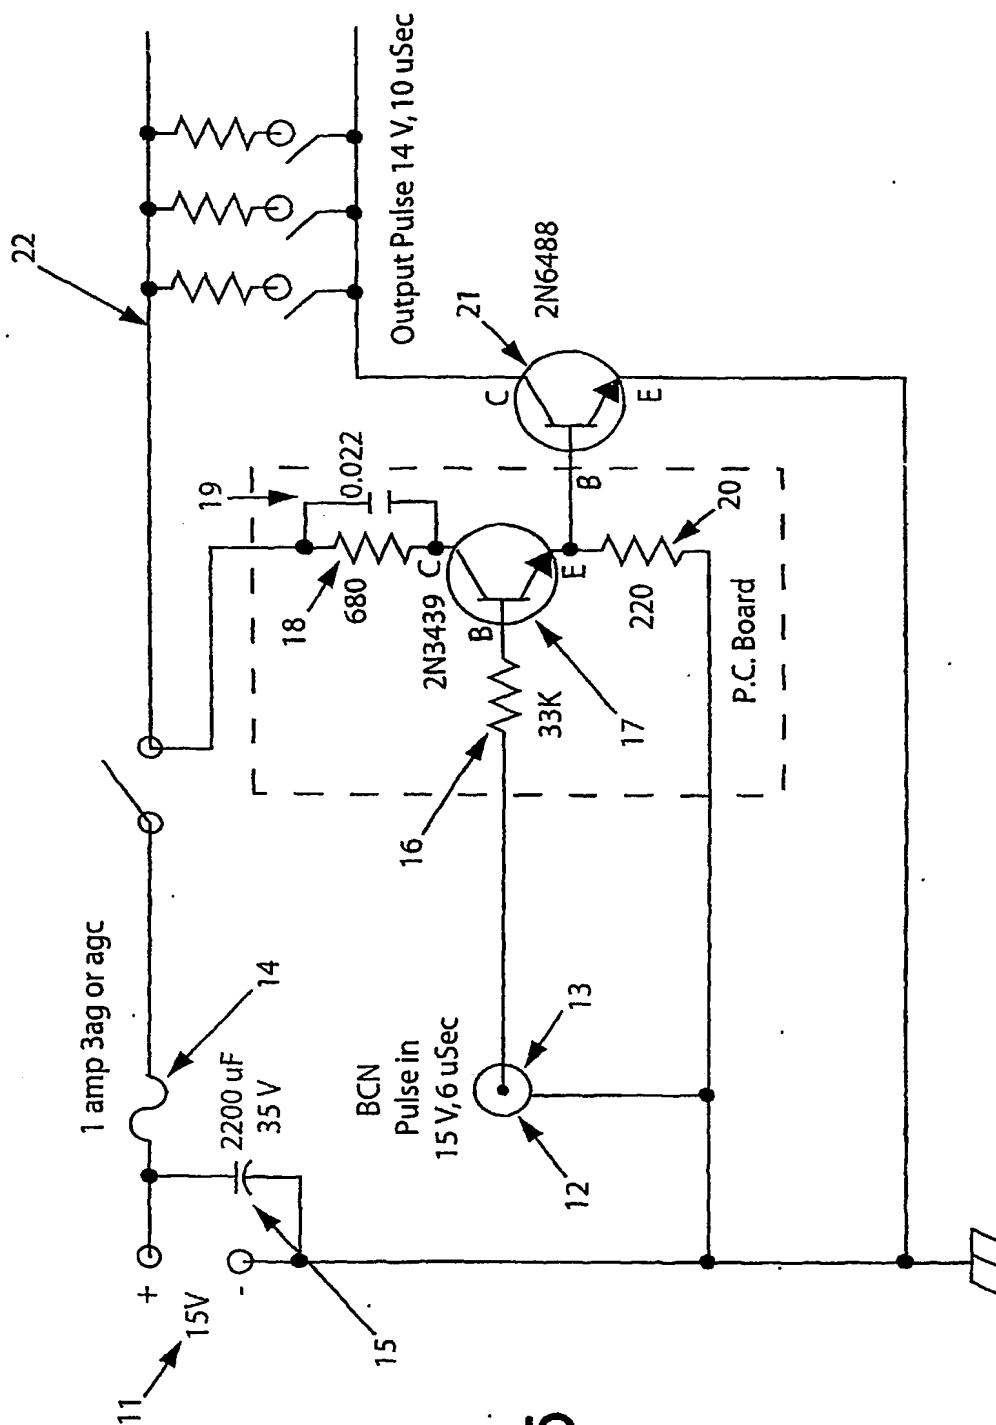 22
Output Pulse 14 V, 10 uSec
21
2N6488
C
E
B
19
0.022
18
680
C
2N3439
B
E
20
220
P.C. Board
33K
16
17
1 amp 3ag or agc
14
2200 uF
35 V
BCN
Pulse in
15 V, 6 uSec
13
12
+
15V
-
11
15